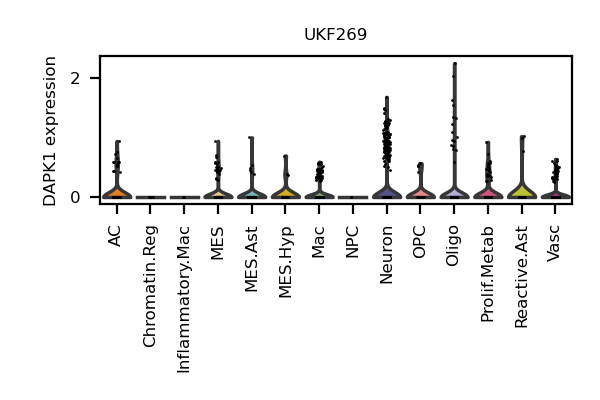 UKF269
DAPK1 expression
2
0
AC
Chromatin.Reg
Inflammatory.Mac
MES
MES.Ast
MES.Hyp
Mac
NPC
Neuron
OPC
Oligo
Prolif.Metab
Reactive.Ast
Vasc